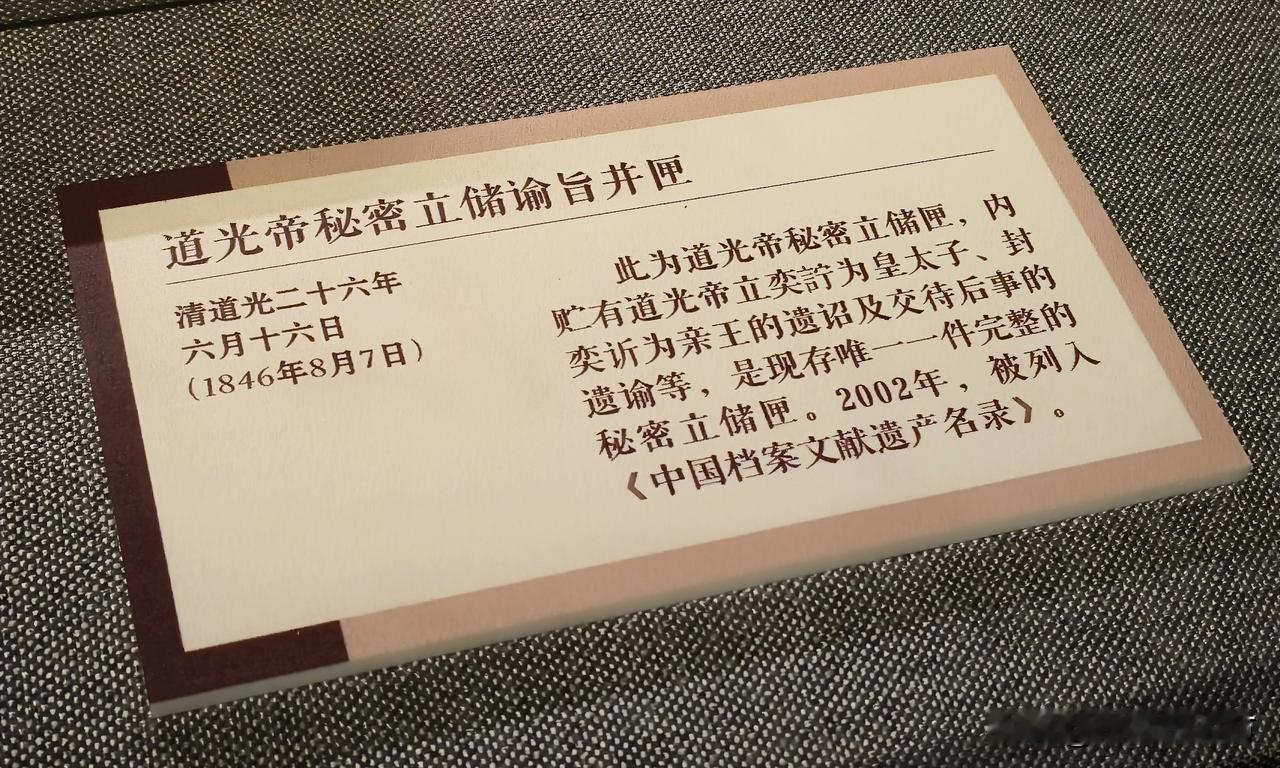 道光帝秘密立储谕旨并匣
清道光二十六年
六月十六日
（1846年8月7日）
此为道光帝秘密立储匣，内
贮有道光帝立奕詝为皇太子、封
奕䜣为亲王的遗诏及交待后事的
遗谕等，是现存唯一一件完整的
秘密立储匣。2002年，被列入
《中国档案文献遗产名录》。